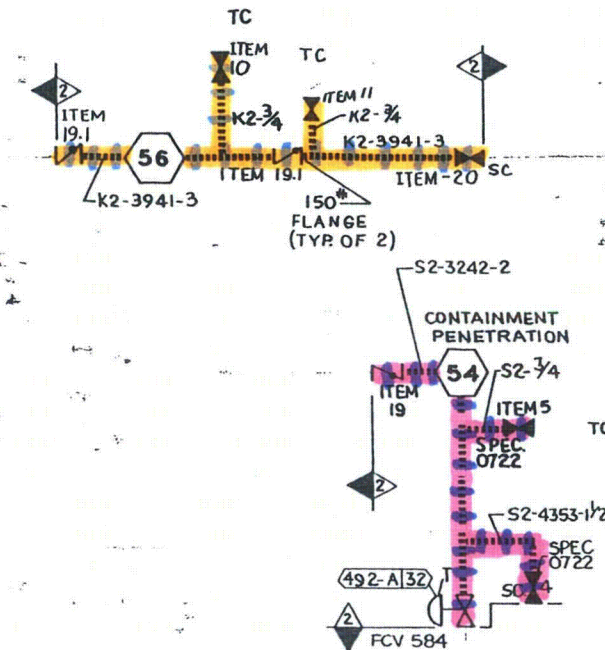 TC
ITEM
10
TC
2
2
ITEM
19.1
ITEM 11
K2-3/4
K2-3/4
K2-3941-3
56
ITEM 19.1
ITEM-20
SC
K2-3941-3
150#
FLANGE
(TYP. OF 2)
S2-3242-2
CONTAINMENT
PENETRATION
54
S2-3/4
ITEM
19
ITEM 5
TC
SPEC.
0722
2
S2-4353-1½
SPEC
0722
492-A 32
T
2
FCV 584